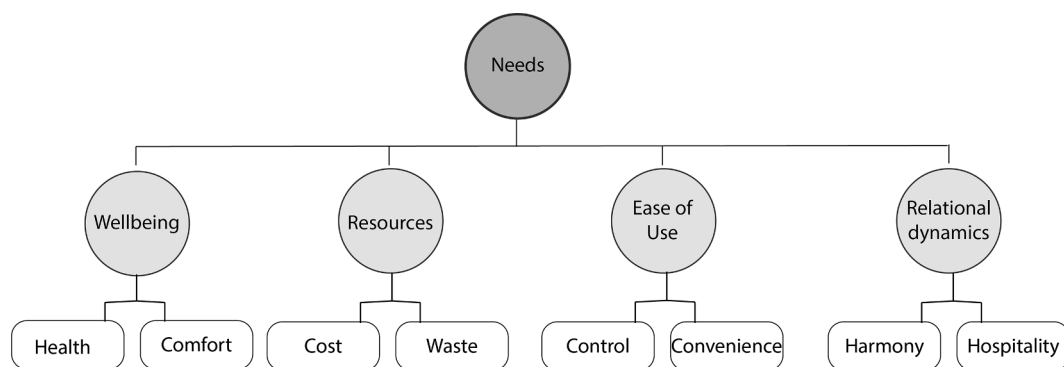 Needs
Wellbeing
Resources
Ease of
Use
Relational
dynamics
Health
Comfort
Cost
Waste
Control
Convenience
Harmony
Hospitality